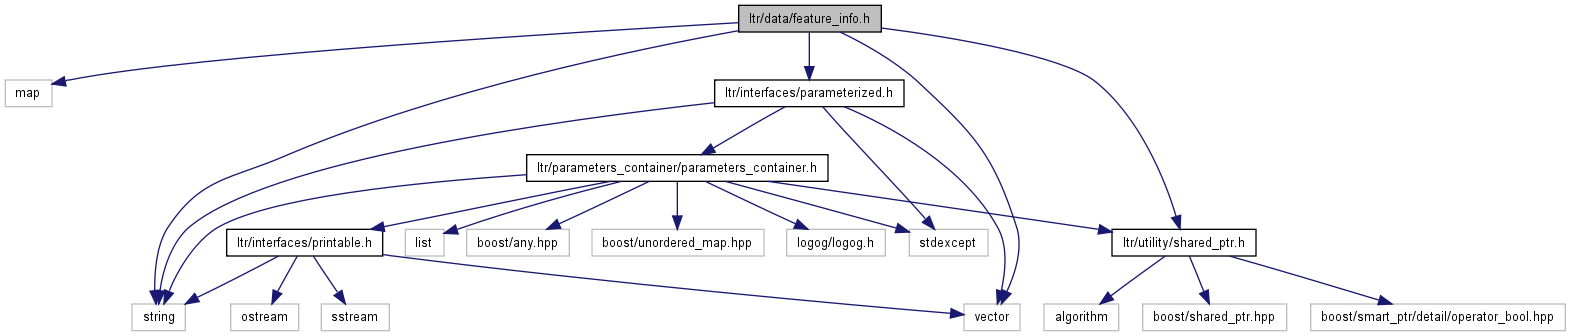 ltr/data/feature_info.h
map
ltr/interfaces/parameterized.h
ltr/parameters_container/parameters_container.h
ltr/interfaces/printable.h
list
boost/any.hpp
boost/unordered_map.hpp
logog/logog.h
stdexcept
ltr/utility/shared_ptr.h
string
ostream
sstream
vector
algorithm
boost/shared_ptr.hpp
boost/smart_ptr/detail/operator_bool.hpp